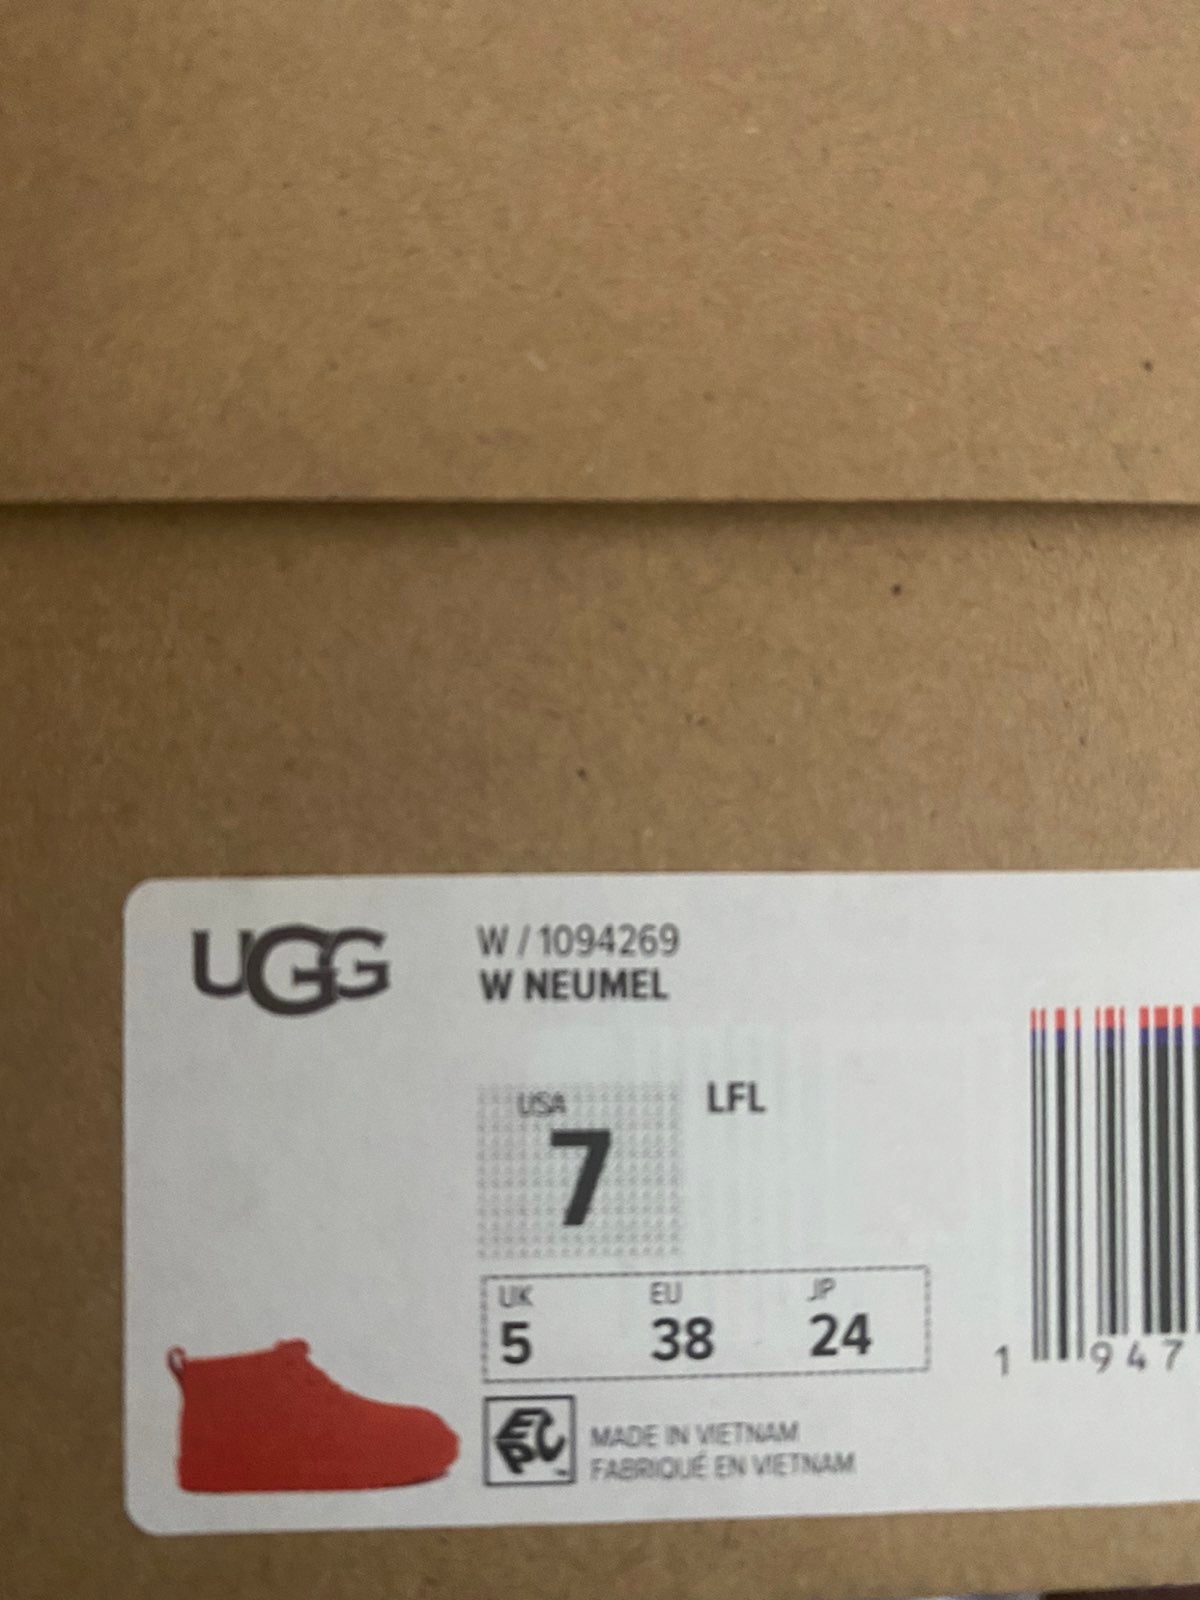 UGG
W / 1094269
W NEUMEL
USA
LFL
7
UK EU JP
5 38 24
1 947
EPC
MADE IN VIETNAM
FABRIQUÉ EN VIETNAM